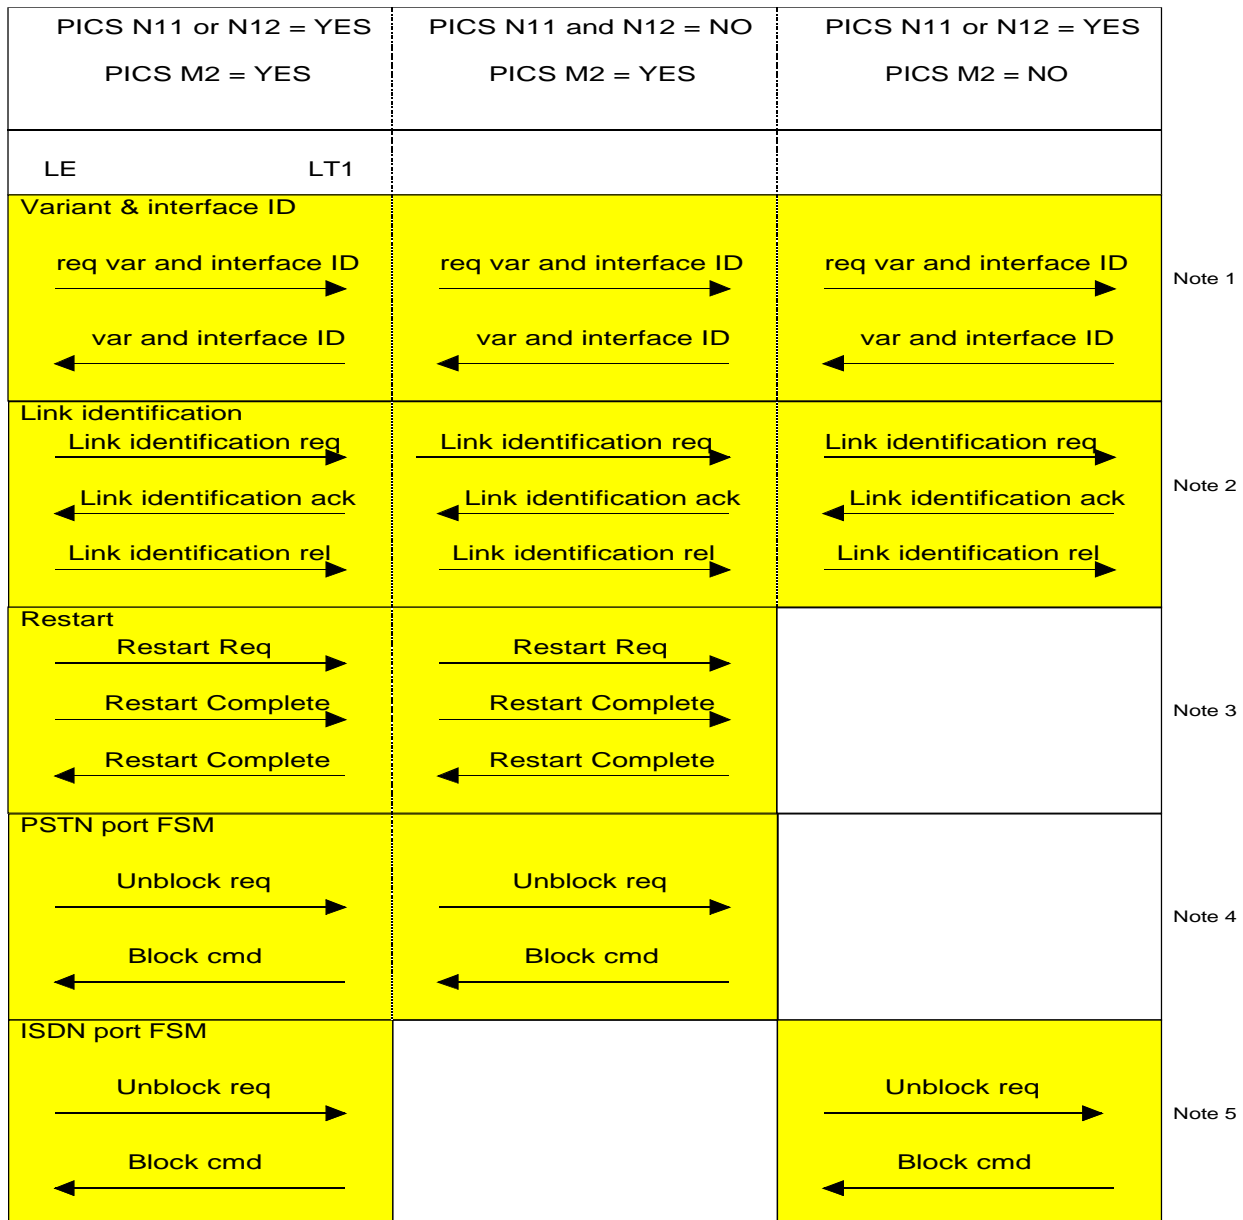 PICS N11 or N12 = YES
PICS M2 = YES
PICS N11 and N12 = NO
PICS M2 = YES
PICS N11 or N12 = YES
PICS M2 = NO
LE LT1
Variant & interface ID
req var and interface ID req var and interface ID req var and interface ID
Note 1
var and interface ID var and interface ID var and interface ID
Link identification
Link identification req Link identification req Link identification req
Note 2
Link identification ack Link identification ack Link identification ack
Link identification rel Link identification rel Link identification rel
Restart
Restart Req Restart Req
Restart Complete Restart Complete
Note 3
Restart Complete Restart Complete
PSTN port FSM
Unblock req Unblock req
Note 4
Block cmd Block cmd
ISDN port FSM
Unblock req Unblock req
Note 5
Block cmd Block cmd